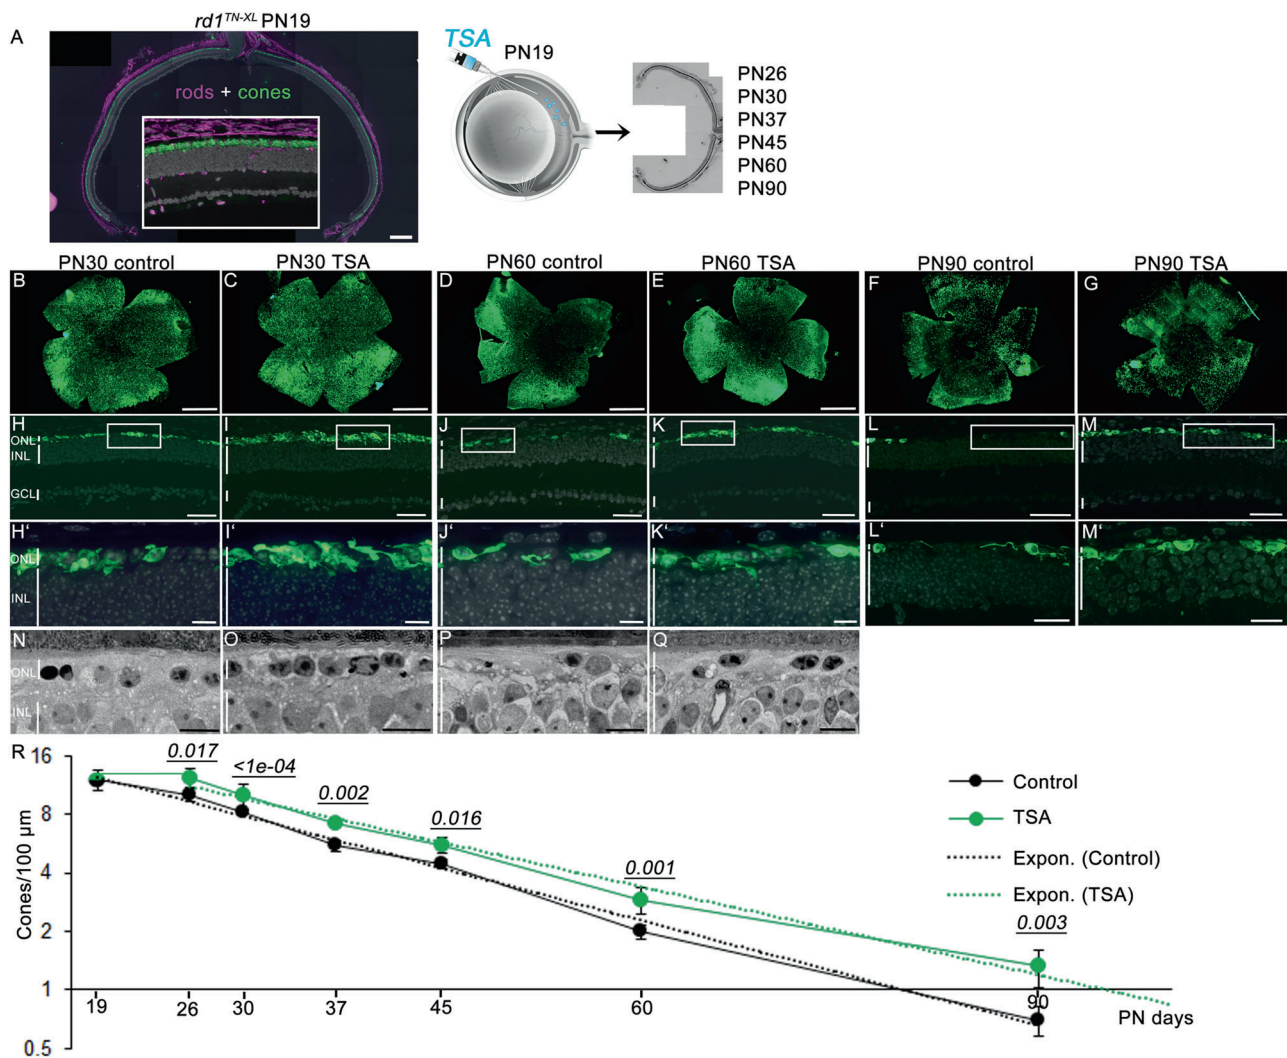 A
rd1^TN-XL PN19
rods + cones
TSA
PN19
PN26
PN30
PN37
PN45
PN60
PN90
PN30 control
PN30 TSA
PN60 control
PN60 TSA
PN90 control
PN90 TSA
B
C
D
E
F
G
H
I
J
K
L
M
ONL
INL
GCL
H‘
I‘
J‘
K‘
L‘
M‘
ONL
INL
N
O
P
Q
ONL
INL
R
16
8
4
2
1
0.5
Cones/100 µm
0.017
<1e-04
0.002
0.016
0.001
0.003
Control
TSA
Expon. (Control)
Expon. (TSA)
19
26
30
37
45
60
90
PN days